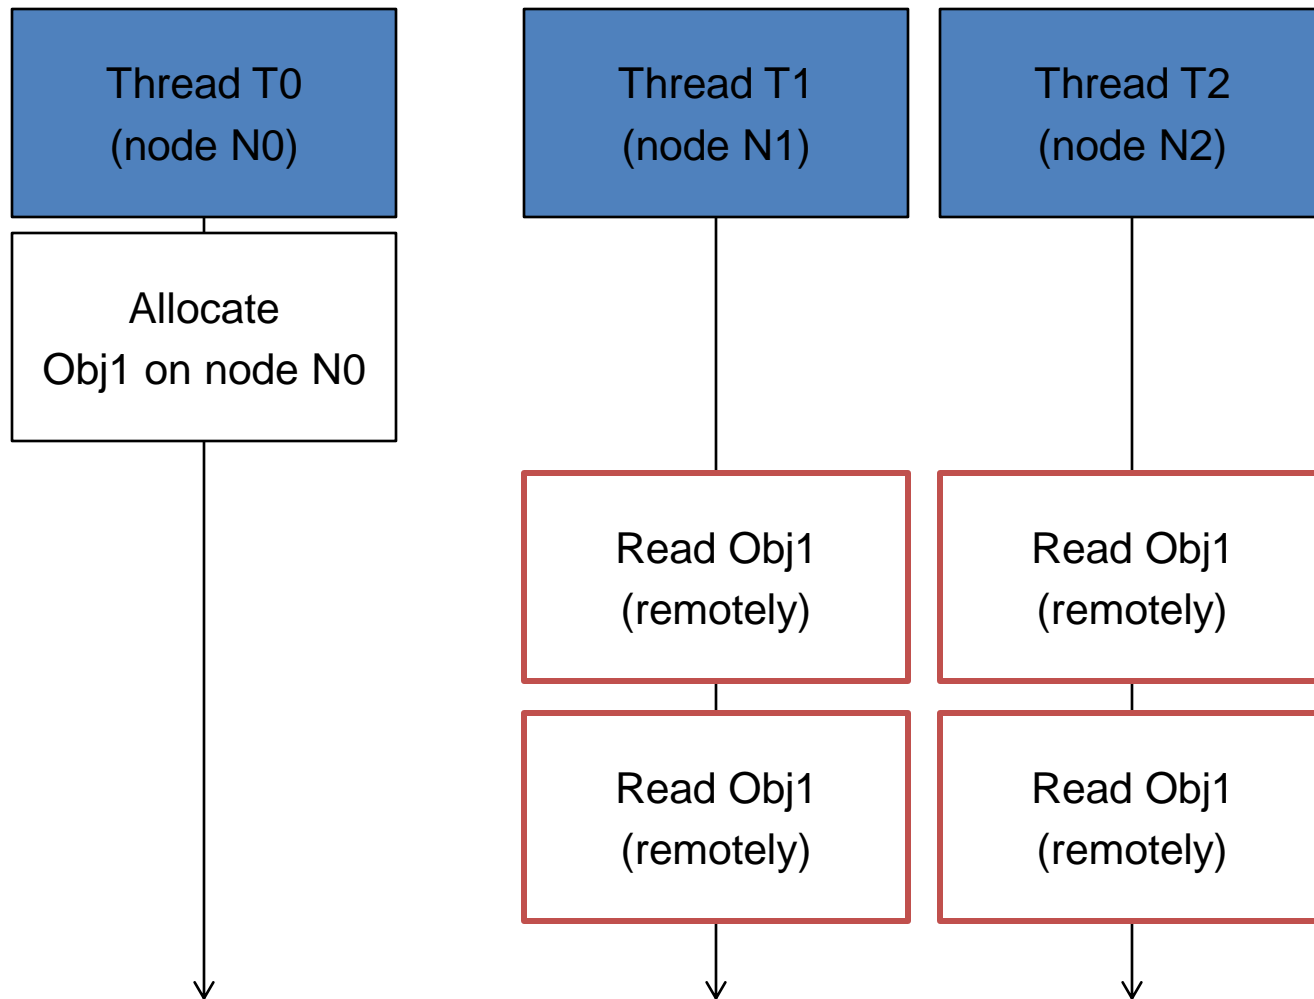 Thread T0
(node N0)
Thread T1
(node N1)
Thread T2
(node N2)
Allocate
Obj1 on node N0
Read Obj1
(remotely)
Read Obj1
(remotely)
Read Obj1
(remotely)
Read Obj1
(remotely)